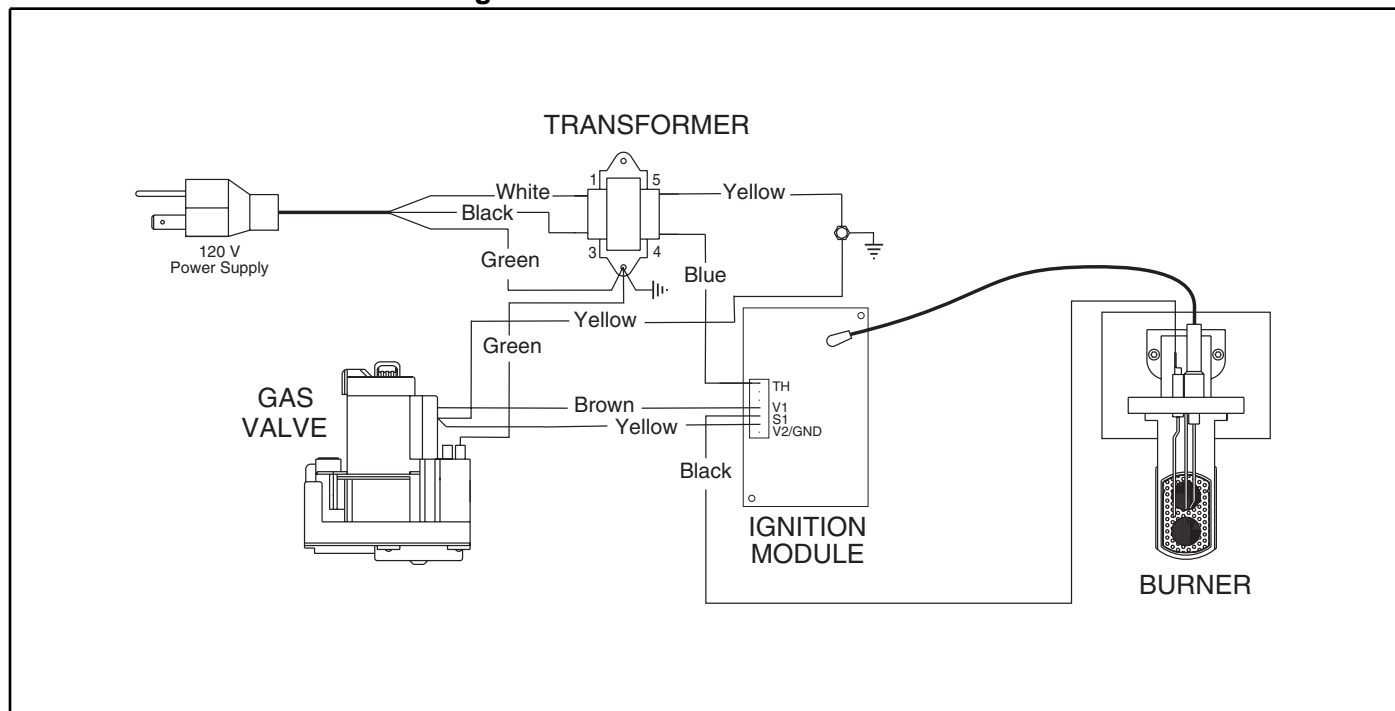 g
TRANSFORMER
1
5
White
Yellow
Black
120 V
Power Supply
3
4
Green
Blue
Yellow
Green
GAS
VALVE
TH
Brown
V1
S1
Yellow
V2/GND
Black
IGNITION
MODULE
BURNER